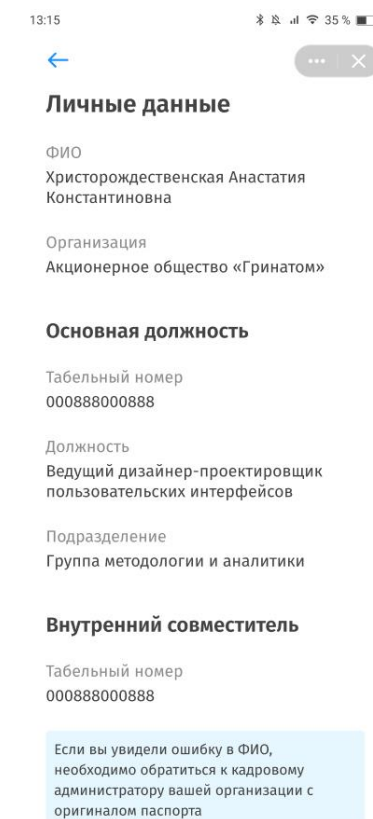 13:15
35 %
Личные данные
ФИО
Христорождественская Анастатия
Константиновна
Организация
Акционерное общество «Гринатом»
Основная должность
Табельный номер
000888000888
Должность
Ведущий дизайнер-проектировщик
пользовательских интерфейсов
Подразделение
Группа методологии и аналитики
Внутренний совместитель
Табельный номер
000888000888
Если вы увидели ошибку в ФИО,
необходимо обратиться к кадровому
администратору вашей организации с
оригиналом паспорта